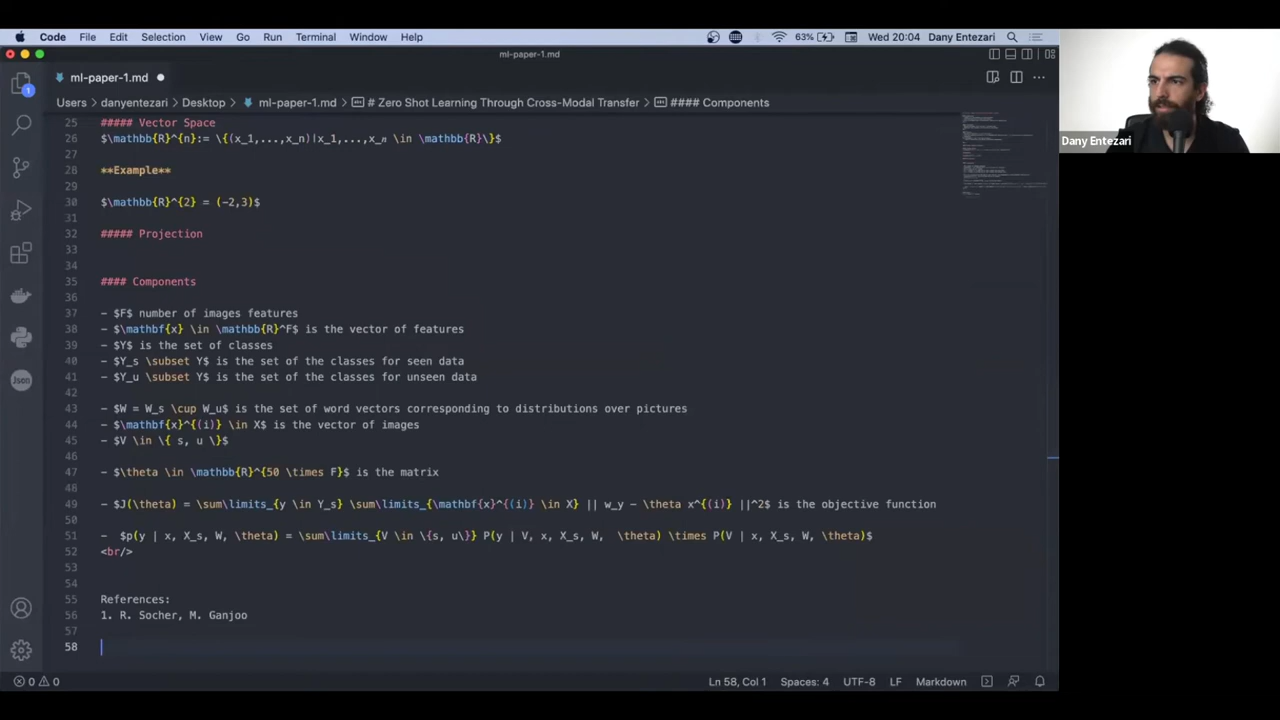 Code File Edit Selection View Go Run Terminal Window Help 63% Wed 20:04 Dany Entezari
ml-paper-1.md
ml-paper-1.md
Users > danyentezari > Desktop > ml-paper-1.md > # Zero Shot Learning Through Cross-Modal Transfer > #### Components
25 ##### Vector Space
26 $\mathbb{R}^{n}:= \{(x_1,...,x_n)|x_1,...,x_n \in \mathbb{R}\}$
27
28 **Example**
29
30 $\mathbb{R}^{2} = (-2,3)$
31
32 ##### Projection
33
34
35 #### Components
36
37 - $F$ number of images features
38 - $\mathbf{x} \in \mathbb{R}^F$ is the vector of features
39 - $Y$ is the set of classes
40 - $Y_s \subset Y$ is the set of the classes for seen data
41 - $Y_u \subset Y$ is the set of the classes for unseen data
42
43 - $W = W_s \cup W_u$ is the set of word vectors corresponding to distributions over pictures
44 - $\mathbf{x}^{(i)} \in X$ is the vector of images
45 - $V \in \{ s, u \}$
46
47 - $\theta \in \mathbb{R}^{50 \times F}$ is the matrix
48
49 - $J(\theta) = \sum\limits_{y \in Y_s} \sum\limits_{\mathbf{x}^{(i)} \in X} || w_y - \theta x^{(i)} ||^2$ is the objective function
50
51 -  $p(y | x, X_s, W, \theta) = \sum\limits_{V \in \{s, u\}} P(y | V, x, X_s, W,  \theta) \times P(V | x, X_s, W, \theta)$
52 <br/>
53
54
55 References:
56 1. R. Socher, M. Ganjoo
57
58
1
Json
0 0 Ln 58, Col 1 Spaces: 4 UTF-8 LF Markdown
Dany Entezari